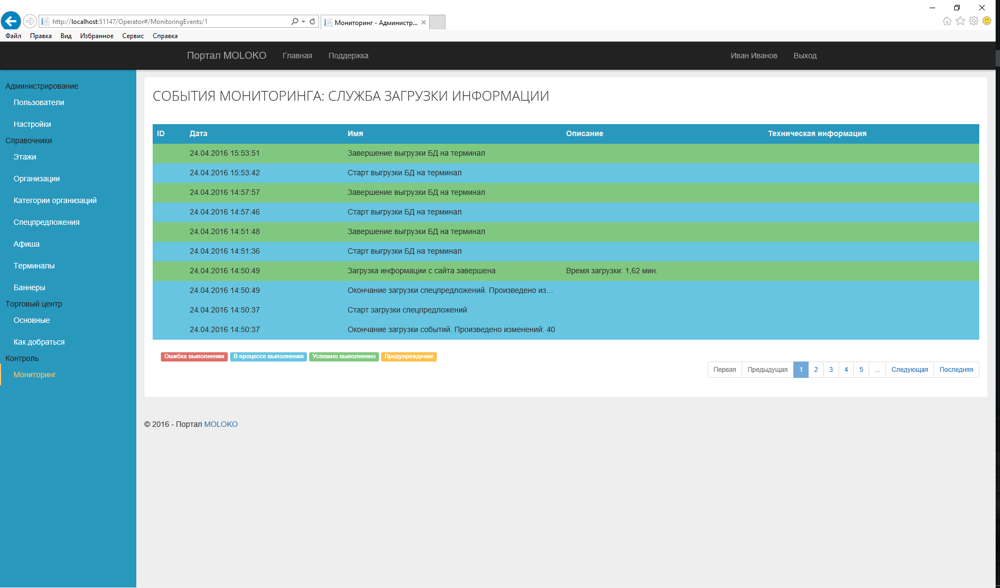 http://localhost:51147/Operator#/MonitoringEvents/1
Мониторинг - Администр...
Файл Правка Вид Избранное Сервис Справка
Портал MOLOKO Главная Поддержка Иван Иванов Выход
Администрирование
Пользователи
Настройки
Справочники
Этажи
Организации
Категории организаций
Спецпредложения
Афиша
Терминалы
Баннеры
Торговый центр
Основные
Как добраться
Контроль
Мониторинг
СОБЫТИЯ МОНИТОРИНГА: СЛУЖБА ЗАГРУЗКИ ИНФОРМАЦИИ
ID Дата Имя Описание Техническая информация
24.04.2016 15:53:51 Завершение выгрузки БД на терминал
24.04.2016 15:53:42 Старт выгрузки БД на терминал
24.04.2016 14:57:57 Завершение выгрузки БД на терминал
24.04.2016 14:57:46 Старт выгрузки БД на терминал
24.04.2016 14:51:48 Завершение выгрузки БД на терминал
24.04.2016 14:51:36 Старт выгрузки БД на терминал
24.04.2016 14:50:49 Загрузка информации с сайта завершена Время загрузки: 1,62 мин.
24.04.2016 14:50:49 Окончание загрузки спецпредложений. Произведено из...
24.04.2016 14:50:37 Старт загрузки спецпредложений
24.04.2016 14:50:37 Окончание загрузки событий. Произведено изменений: 40
Ошибка выполнения В процессе выполнения Успешно выполненно Предупреждение
Первая Предыдущая 1 2 3 4 5 ... Следующая Последняя
© 2016 - Портал MOLOKO